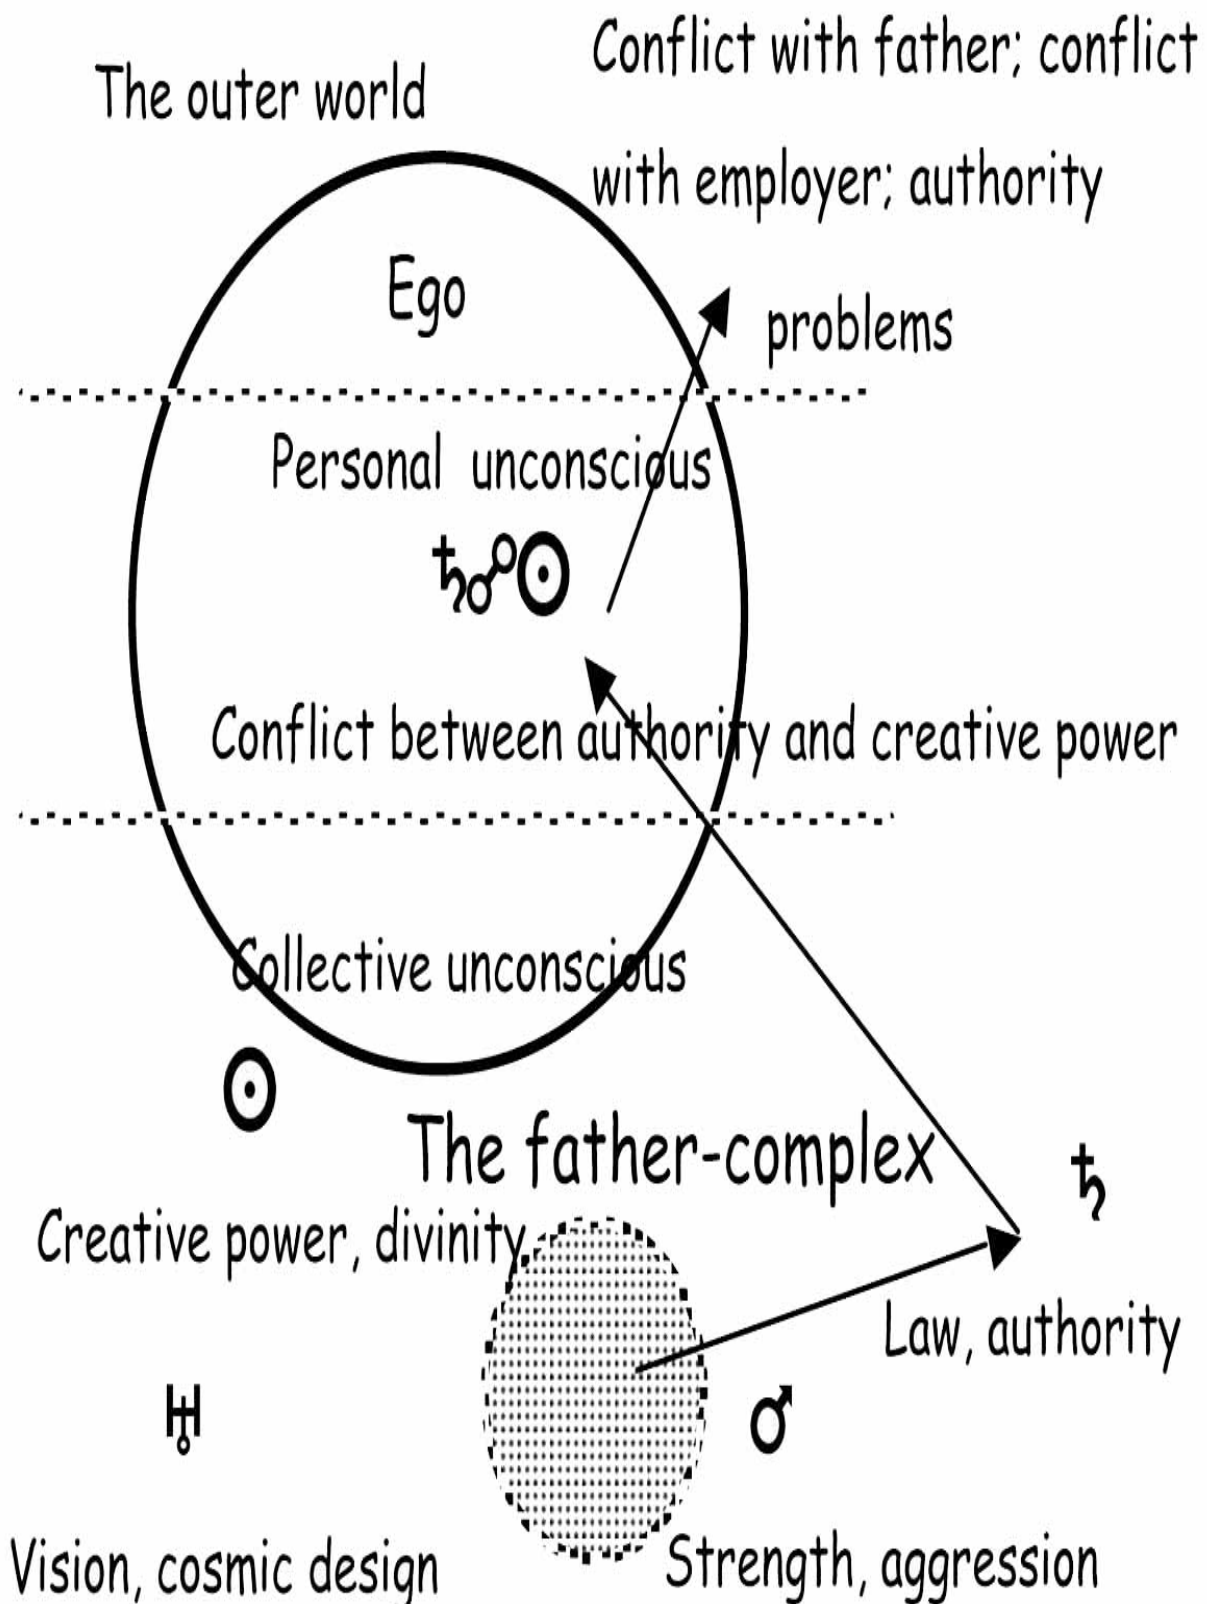 The outer world
Conflict with father; conflict
with employer; authority
problems
Ego
Personal unconscious
♄☍☉
Conflict between authority and creative power
Collective unconscious
☉
The father-complex
♄
Creative power, divinity
Law, authority
♅
♂
Vision, cosmic design
Strength, aggression